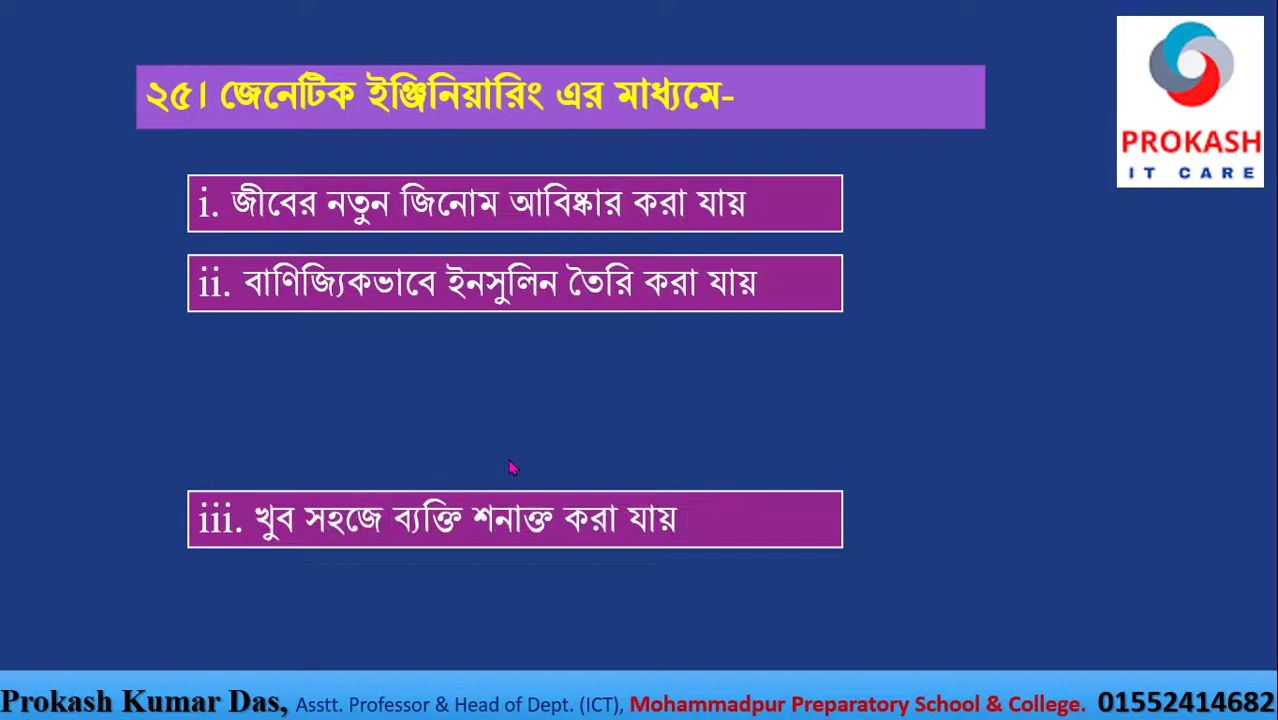 ২৫। জেনেটিক ইঞ্জিনিয়ারিং এর মাধ্যমে-
PROKASH
IT CARE
i. জীবের নতুন জিনোম আবিষ্কার করা যায়
ii. বাণিজ্যিকভাবে ইনসুলিন তৈরি করা যায়
iii. খুব সহজে ব্যক্তি শনাক্ত করা যায়
Prokash Kumar Das, Asstt. Professor & Head of Dept. (ICT), Mohammadpur Preparatory School & College. 01552414682